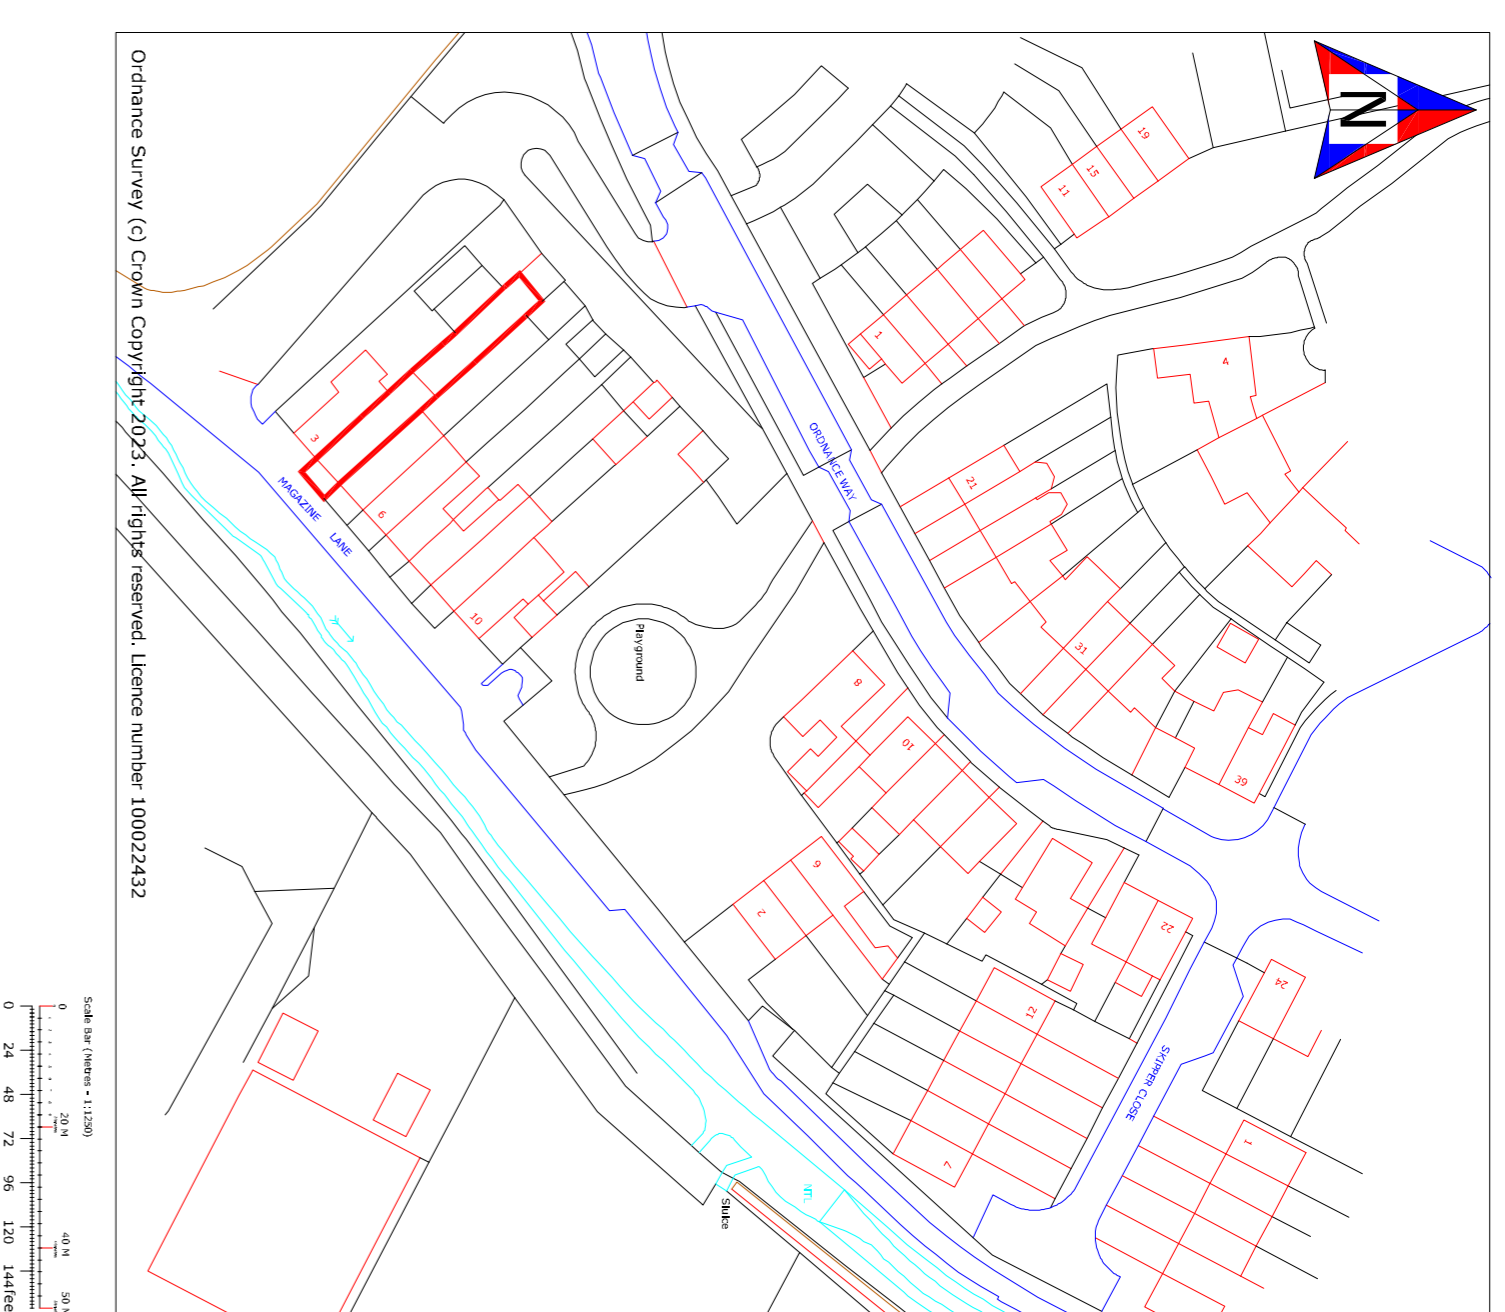 N
19
15
11
1
4
ORDNANCE WAY
21
3
MAGAZINE LANE
6
10
Playground
31
8
10
39
9
2
22
24
12
7
SKIPPER CLOSE
1
NTL
Sluice
Ordnance Survey (c) Crown Copyright 2023. All rights reserved. Licence number 100022432
Scale Bar (Metres - 1:1250)
0 20 M 40 M 50 M
0 24 48 72 96 120 144feet